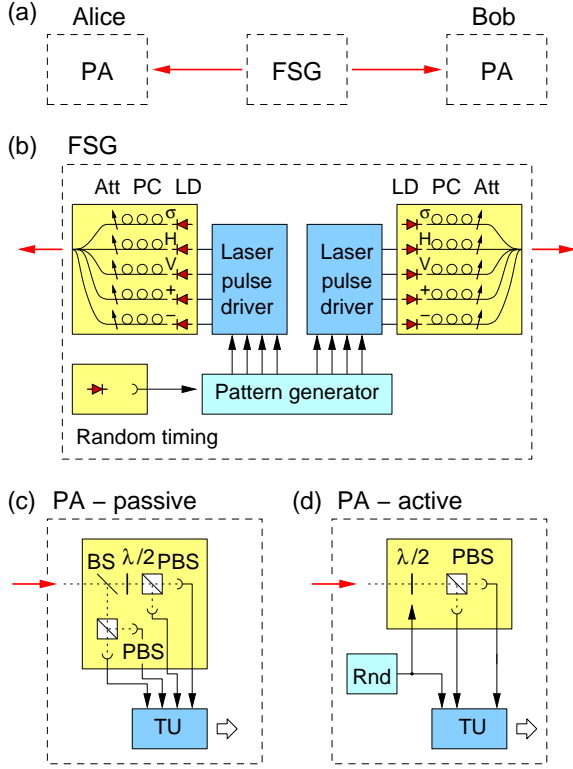 (a)
Alice
Bob
PA
FSG
PA
(b)
FSG
Att PC LD
LD PC Att
σ
H
V
+
−
Laser
pulse
driver
Laser
pulse
driver
σ
H
V
+
−
Pattern generator
Random timing
(c) PA − passive
(d) PA − active
BS
λ/2
PBS
PBS
TU
λ/2
PBS
Rnd
TU